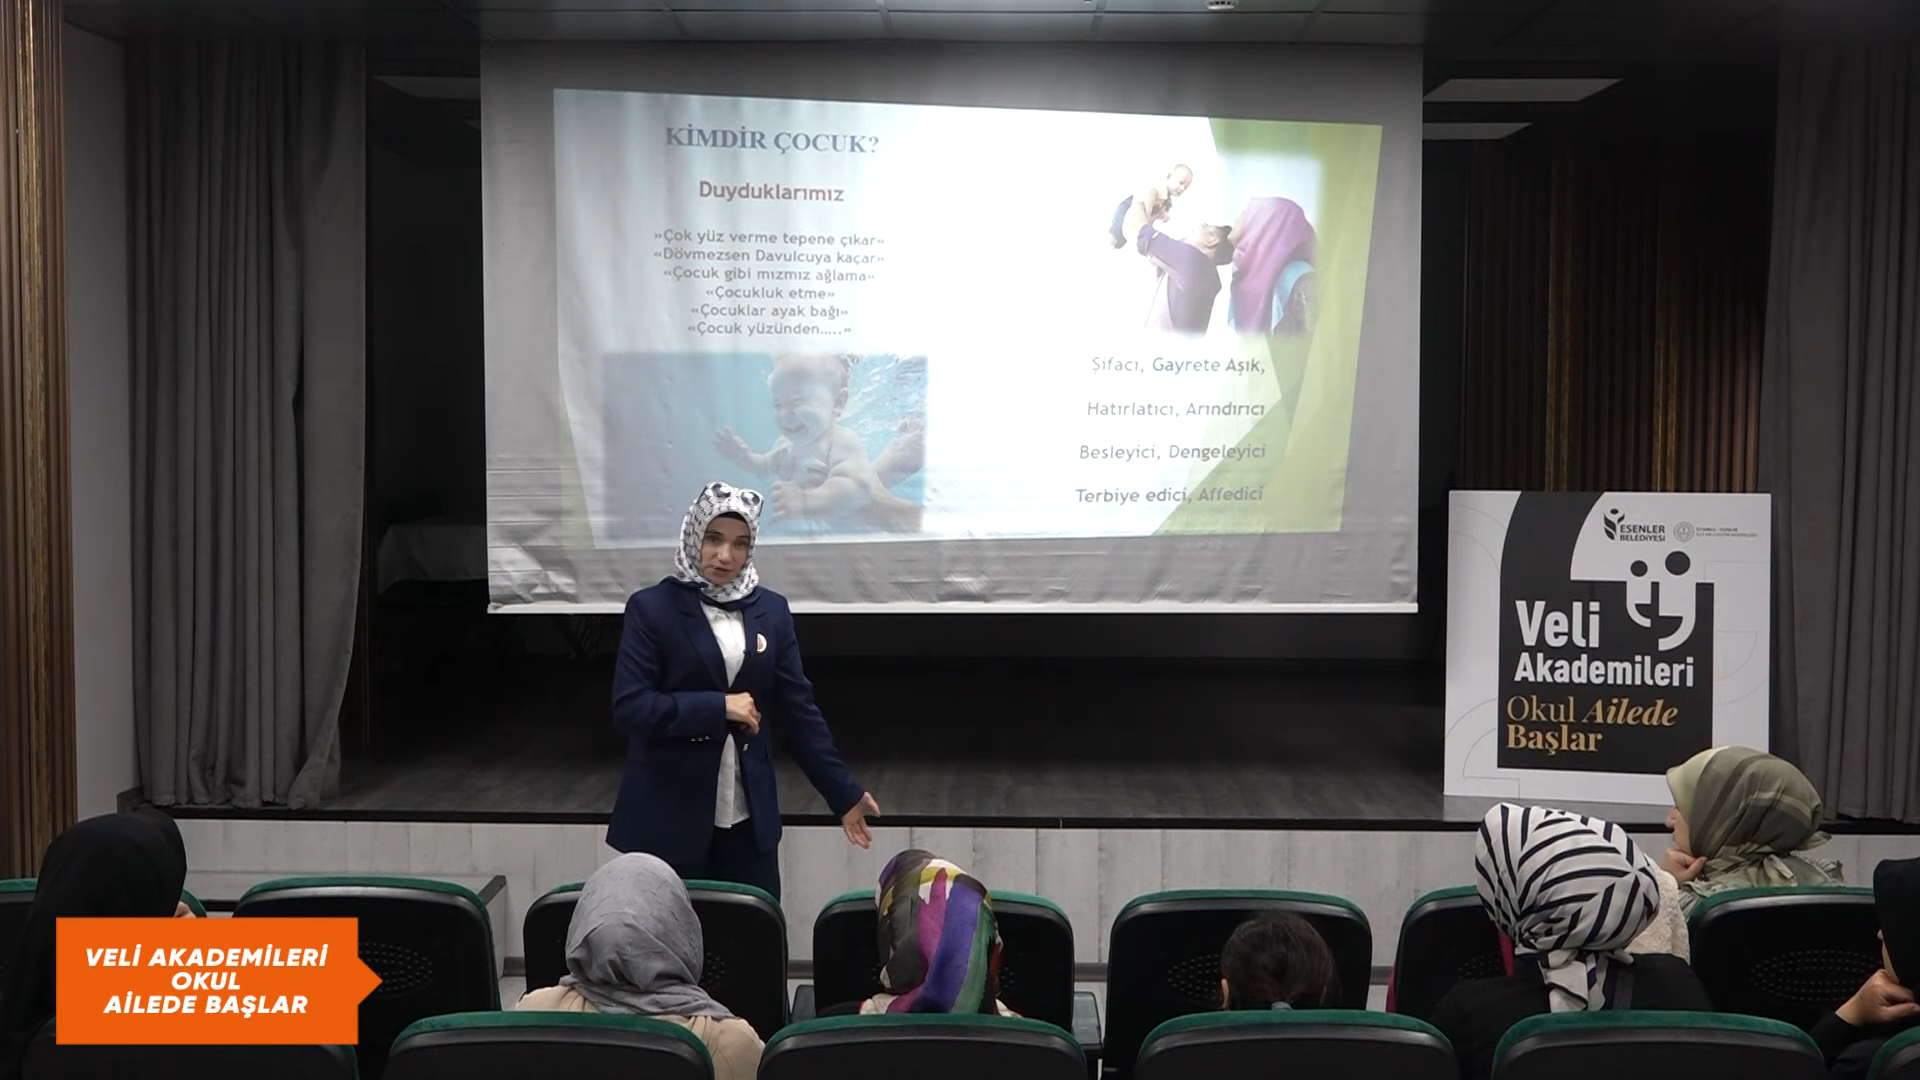 KİMDİR ÇOCUK?
Duyduklarımız
»Çok yüz verme tepene çıkar»
«Dövmezsen Davulcuya kaçar»
«Çocuk gibi mızmız ağlama»
«Çocukluk etme»
«Çocuklar ayak bağı»
«Çocuk yüzünden.....»
Şifacı, Gayrete Aşık,
Hatırlatıcı, Arındırıcı
Besleyici, Dengeleyici
Terbiye edici, Affedici
ESENLER
BELEDİYESİ
Veli
Akademileri
Okul Ailede
Başlar
VELİ AKADEMİLERİ
OKUL
AİLEDE BAŞLAR